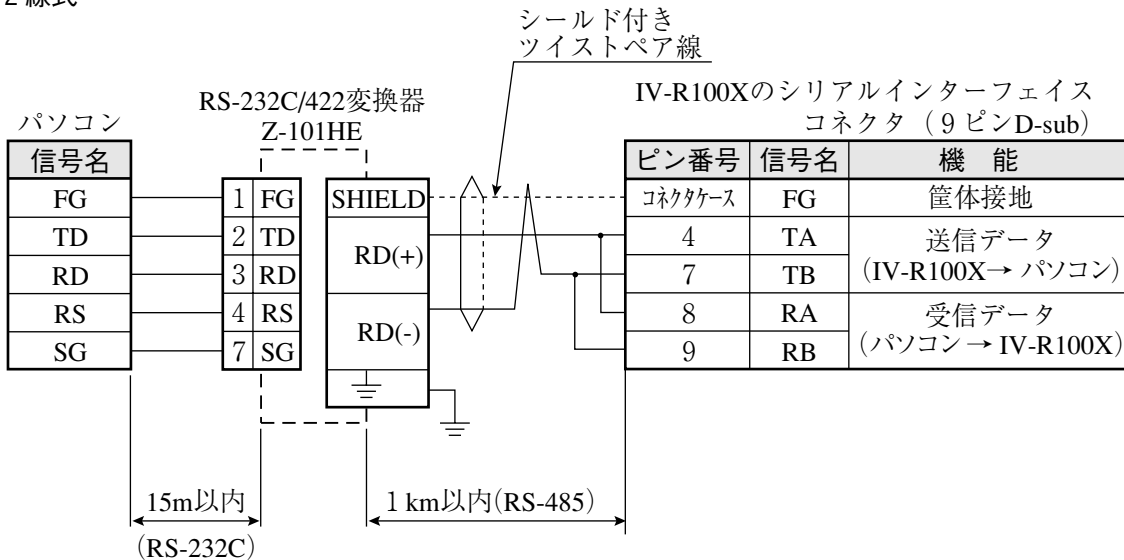 2 線式
シールド付き
ツイストペア線
RS-232C/422変換器
Z-101HE
IV-R100Xのシリアルインターフェイス
コネクタ（９ピンD-sub）
パソコン
信号名
FG
TD
RD
RS
SG
1 FG
2 TD
3 RD
4 RS
7 SG
SHIELD
RD(+)
RD(-)
ピン番号 信号名 機　能
コネクタケース FG 筐体接地
4 TA 送信データ
7 TB (IV-R100X→ パソコン)
8 RA 受信データ
9 RB (パソコン → IV-R100X)
15m以内
(RS-232C)
１km以内(RS-485)